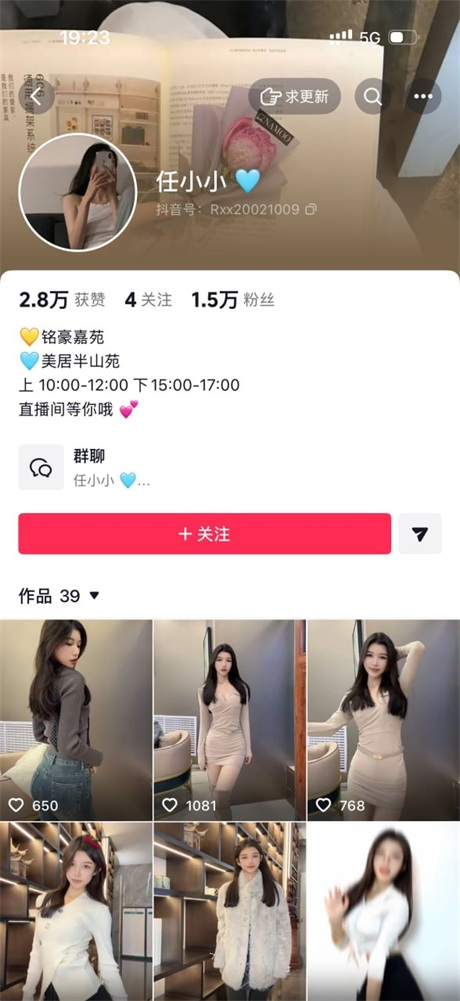 19:23
5G
求更新
GNAMOO
任小小 🩵
抖音号：Rxx20021009
2.8万 获赞 4 关注 1.5万 粉丝
💛铭豪嘉苑
🩵美居半山苑
上 10:00-12:00 下15:00-17:00
直播间等你哦 💕
群聊
任小小 🩵...
＋关注
作品 39 ▼
650
1081
768